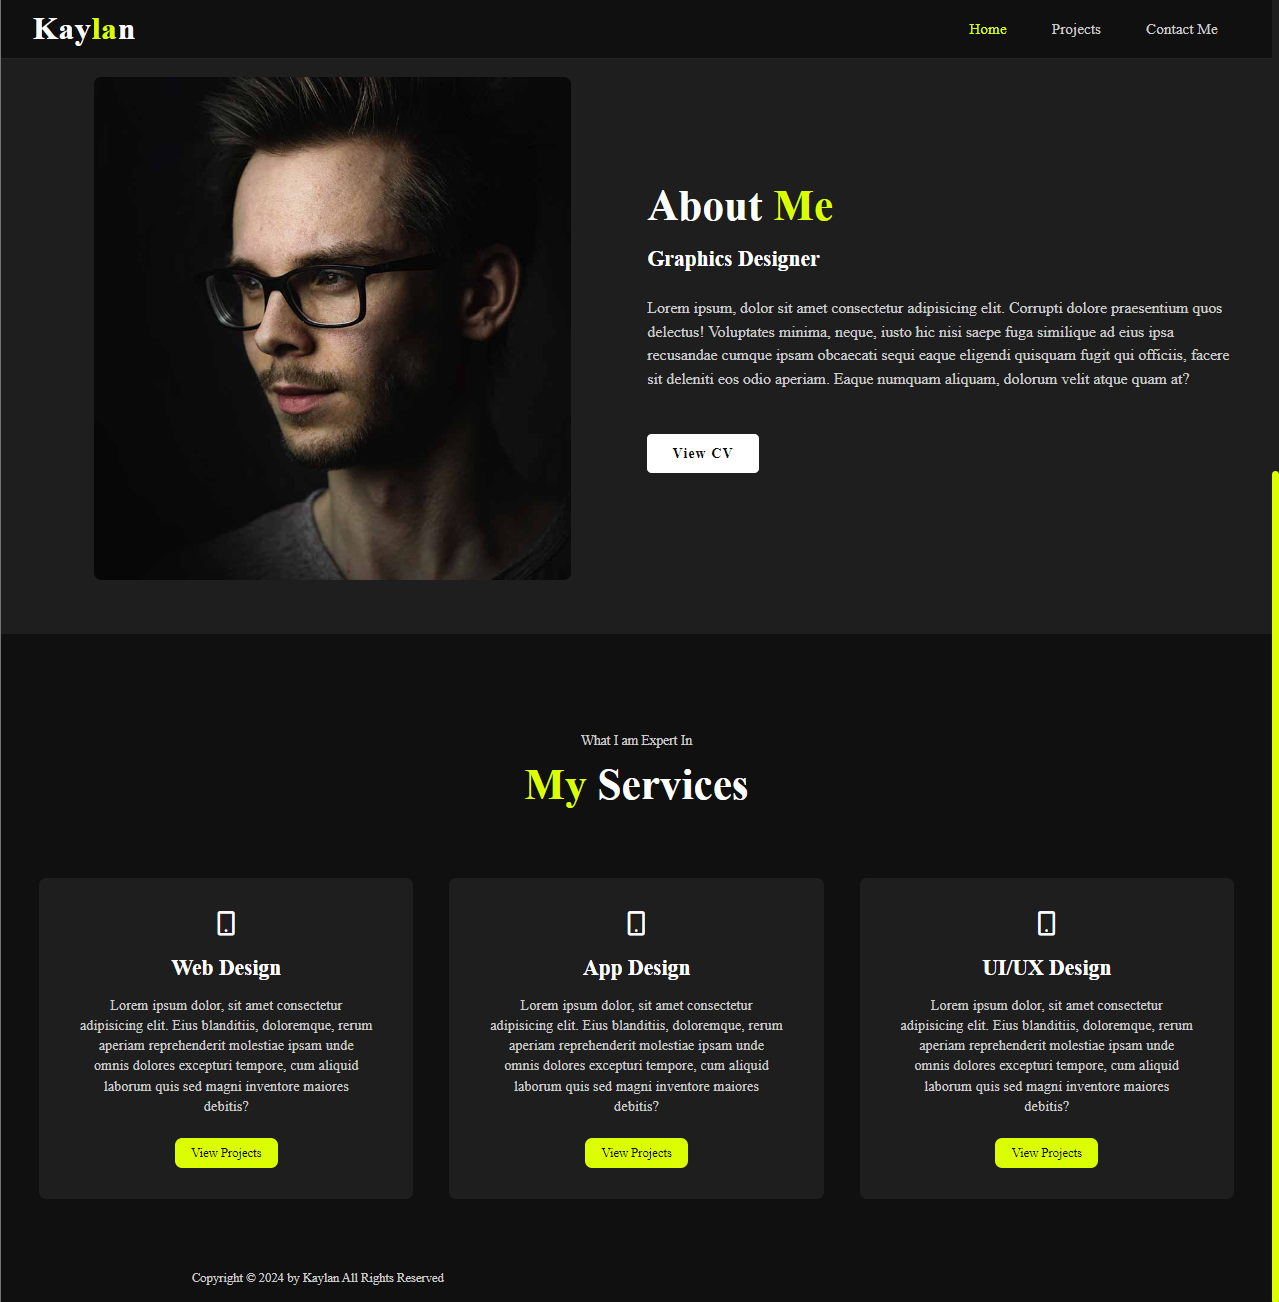 Kaylan
Home Projects Contact Me
About Me
Graphics Designer
Lorem ipsum, dolor sit amet consectetur adipisicing elit. Corrupti dolore praesentium quos
delectus! Voluptates minima, neque, iusto hic nisi saepe fuga similique ad eius ipsa
recusandae cumque ipsam obcaecati sequi eaque eligendi quisquam fugit qui officiis, facere
sit deleniti eos odio aperiam. Eaque numquam aliquam, dolorum velit atque quam at?
View CV
What I am Expert In
My Services
Web Design
Lorem ipsum dolor, sit amet consectetur
adipisicing elit. Eius blanditiis, doloremque, rerum
aperiam reprehenderit molestiae ipsam unde
omnis dolores excepturi tempore, cum aliquid
laborum quis sed magni inventore maiores
debitis?
View Projects
App Design
Lorem ipsum dolor, sit amet consectetur
adipisicing elit. Eius blanditiis, doloremque, rerum
aperiam reprehenderit molestiae ipsam unde
omnis dolores excepturi tempore, cum aliquid
laborum quis sed magni inventore maiores
debitis?
View Projects
UI/UX Design
Lorem ipsum dolor, sit amet consectetur
adipisicing elit. Eius blanditiis, doloremque, rerum
aperiam reprehenderit molestiae ipsam unde
omnis dolores excepturi tempore, cum aliquid
laborum quis sed magni inventore maiores
debitis?
View Projects
Copyright © 2024 by Kaylan All Rights Reserved